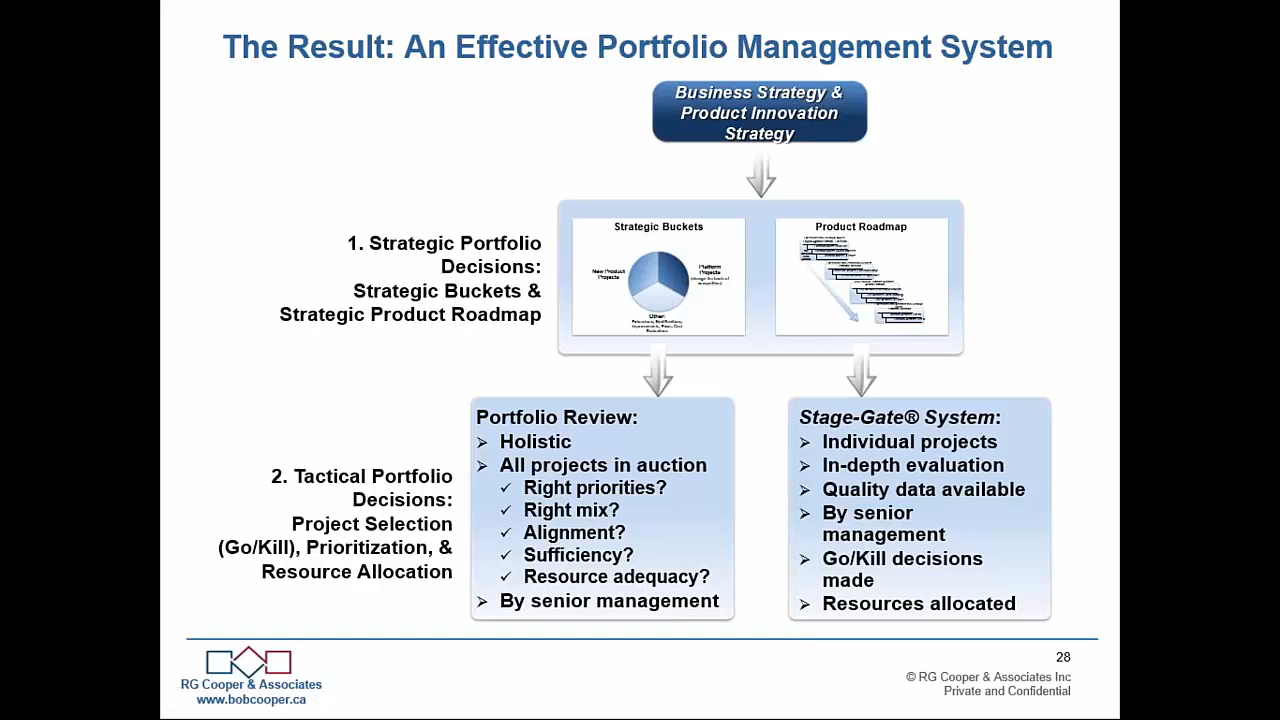 The Result: An Effective Portfolio Management System
Business Strategy &
Product Innovation
Strategy
1. Strategic Portfolio
Decisions:
Strategic Buckets &
Strategic Product Roadmap
Strategic Buckets
New Product
Projects
Platform
Projects
Other:
Product Roadmap
2. Tactical Portfolio
Decisions:
Project Selection
(Go/Kill), Prioritization, &
Resource Allocation
Portfolio Review:
➢ Holistic
➢ All projects in auction
✓ Right priorities?
✓ Right mix?
✓ Alignment?
✓ Sufficiency?
✓ Resource adequacy?
➢ By senior management
Stage-Gate® System:
➢ Individual projects
➢ In-depth evaluation
➢ Quality data available
➢ By senior
management
➢ Go/Kill decisions
made
➢ Resources allocated
RG Cooper & Associates
www.bobcooper.ca
28
© RG Cooper & Associates Inc
Private and Confidential